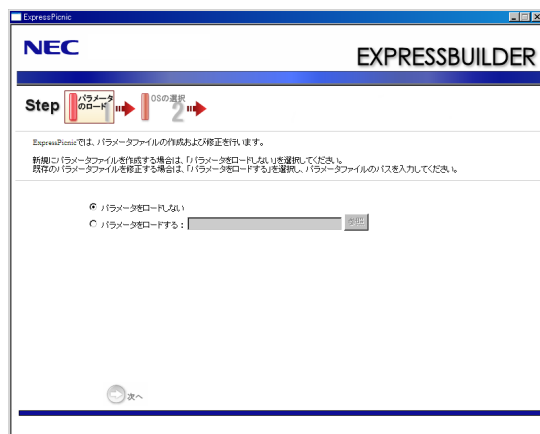 ExpressPicnic
NEC
EXPRESSBUILDER
Step パラメータのロード 1 OSの選択 2
ExpressPicnicでは、パラメータファイルの作成および修正を行います。
新規にパラメータファイルを作成する場合は、「パラメータをロードしない」を選択してください。
既存のパラメータファイルを修正する場合は、「パラメータをロードする」を選択し、パラメータファイルのパスを入力してください。
パラメータをロードしない
パラメータをロードする：
参照
次へ